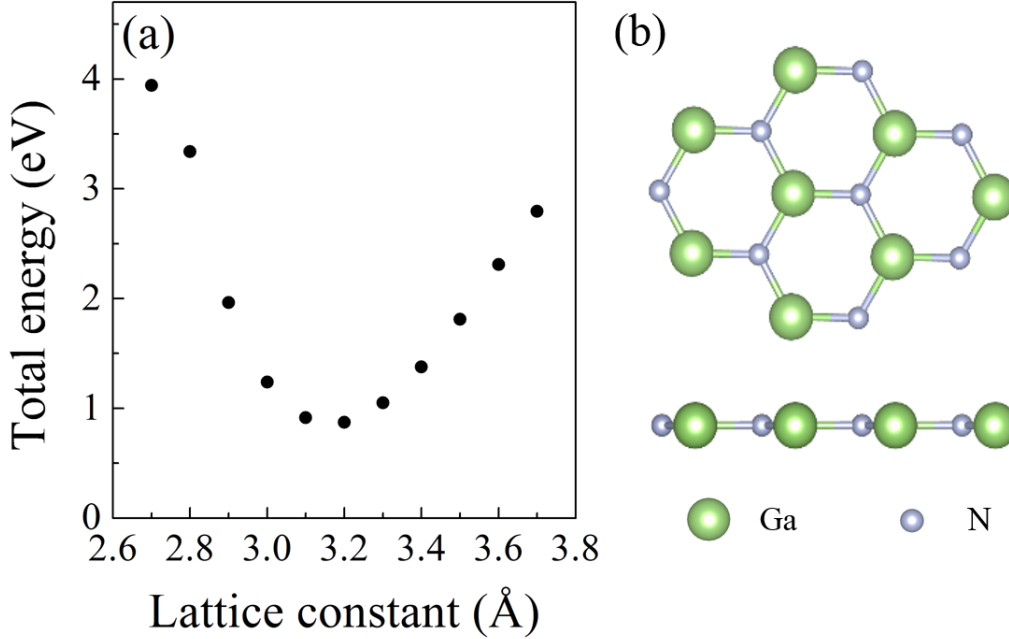 (a)
(b)
4
3
2
1
0
2.6 2.8 3.0 3.2 3.4 3.6 3.8
Total energy (eV)
Lattice constant (Å)
Ga
N